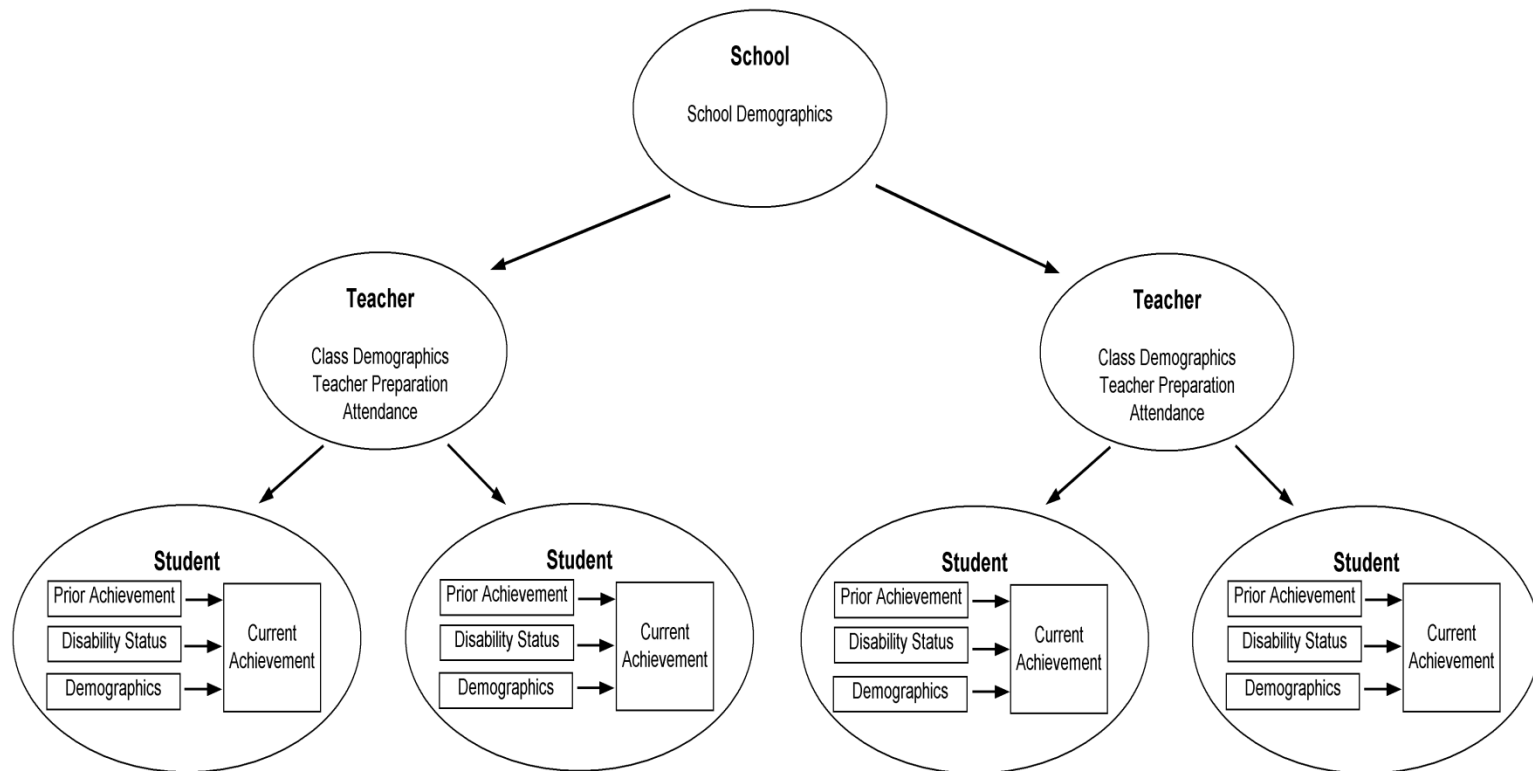 School
School Demographics
Teacher
Class Demographics
Teacher Preparation
Attendance
Teacher
Class Demographics
Teacher Preparation
Attendance
Student
Prior Achievement
Disability Status
Demographics
Current
Achievement
Student
Prior Achievement
Disability Status
Demographics
Current
Achievement
Student
Prior Achievement
Disability Status
Demographics
Current
Achievement
Student
Prior Achievement
Disability Status
Demographics
Current
Achievement